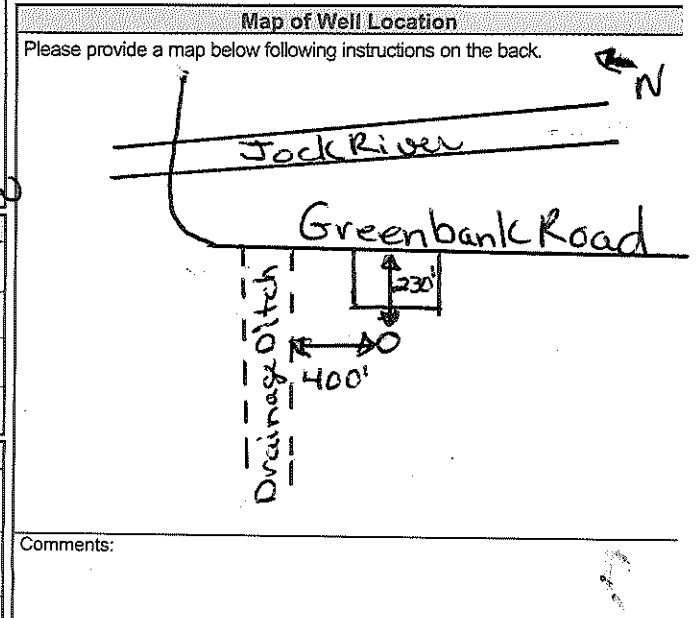 Map of Well Location
Please provide a map below following instructions on the back.
N
Jock River
Greenbank Road
230'
400'
Drainage Ditch
Comments: